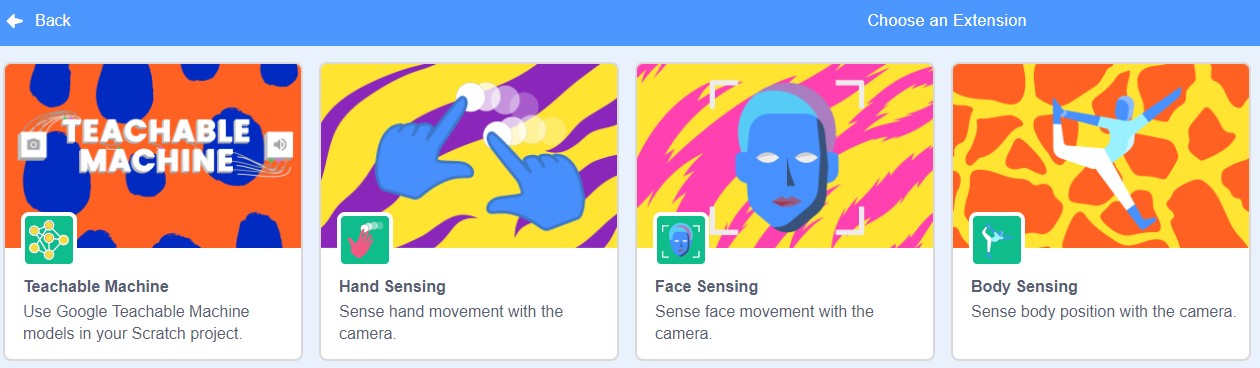 Back
Choose an Extension
TEACHABLE
MACHINE
Teachable Machine
Use Google Teachable Machine
models in your Scratch project.
Hand Sensing
Sense hand movement with the
camera.
Face Sensing
Sense face movement with the
camera.
Body Sensing
Sense body position with the camera.